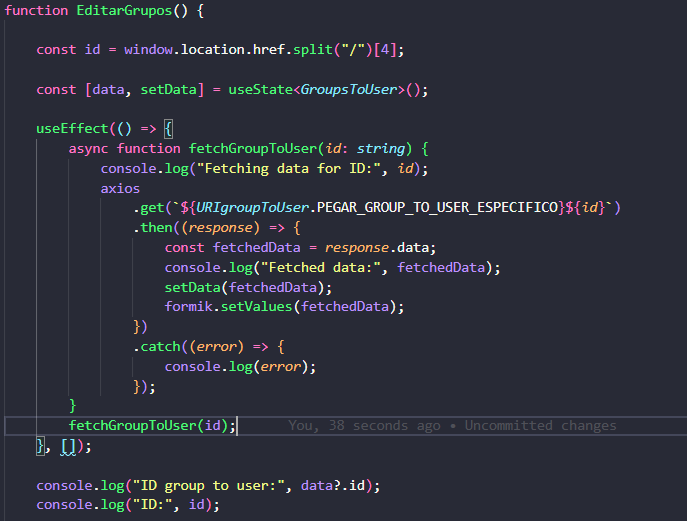 function EditarGrupos() {
const id = window.location.href.split("/")[4];
const [data, setData] = useState<GroupsToUser>();
useEffect(() => {
async function fetchGroupToUser(id: string) {
console.log("Fetching data for ID:", id);
axios
.get(`${URIgroupToUser.PEGAR_GROUP_TO_USER_ESPECIFICO}${id}`)
.then((response) => {
const fetchedData = response.data;
console.log("Fetched data:", fetchedData);
setData(fetchedData);
formik.setValues(fetchedData);
})
.catch((error) => {
console.log(error);
});
}
fetchGroupToUser(id); You, 38 seconds ago • Uncommitted changes
}, []);
console.log("ID group to user:", data?.id);
console.log("ID:", id);